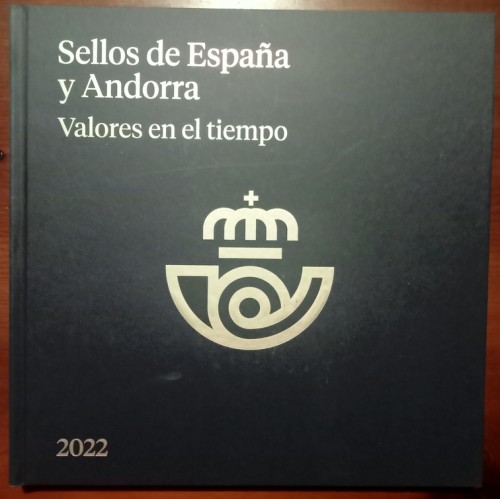 Sellos de España
y Andorra
Valores en el tiempo
2022